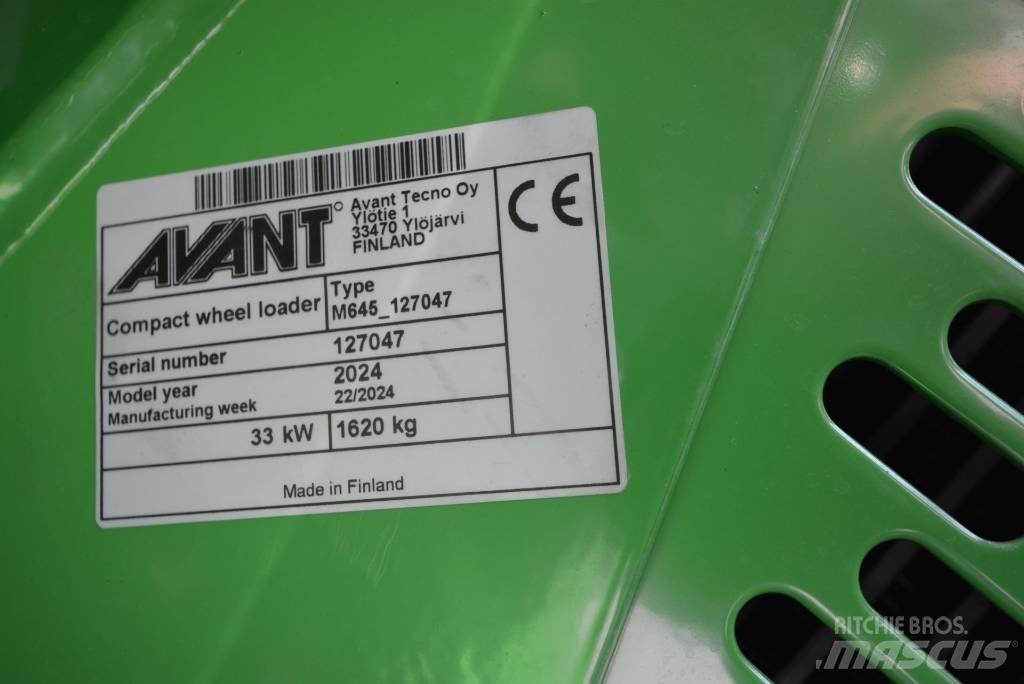 AVANT
Avant Tecno Oy
Ylötie 1
33470 Ylöjärvi
FINLAND
CE
Compact wheel loader
Type
M645_127047
Serial number 127047
Model year 2024
Manufacturing week 22/2024
33 kW 1620 kg
Made in Finland
RITCHIE BROS.
MASCUS